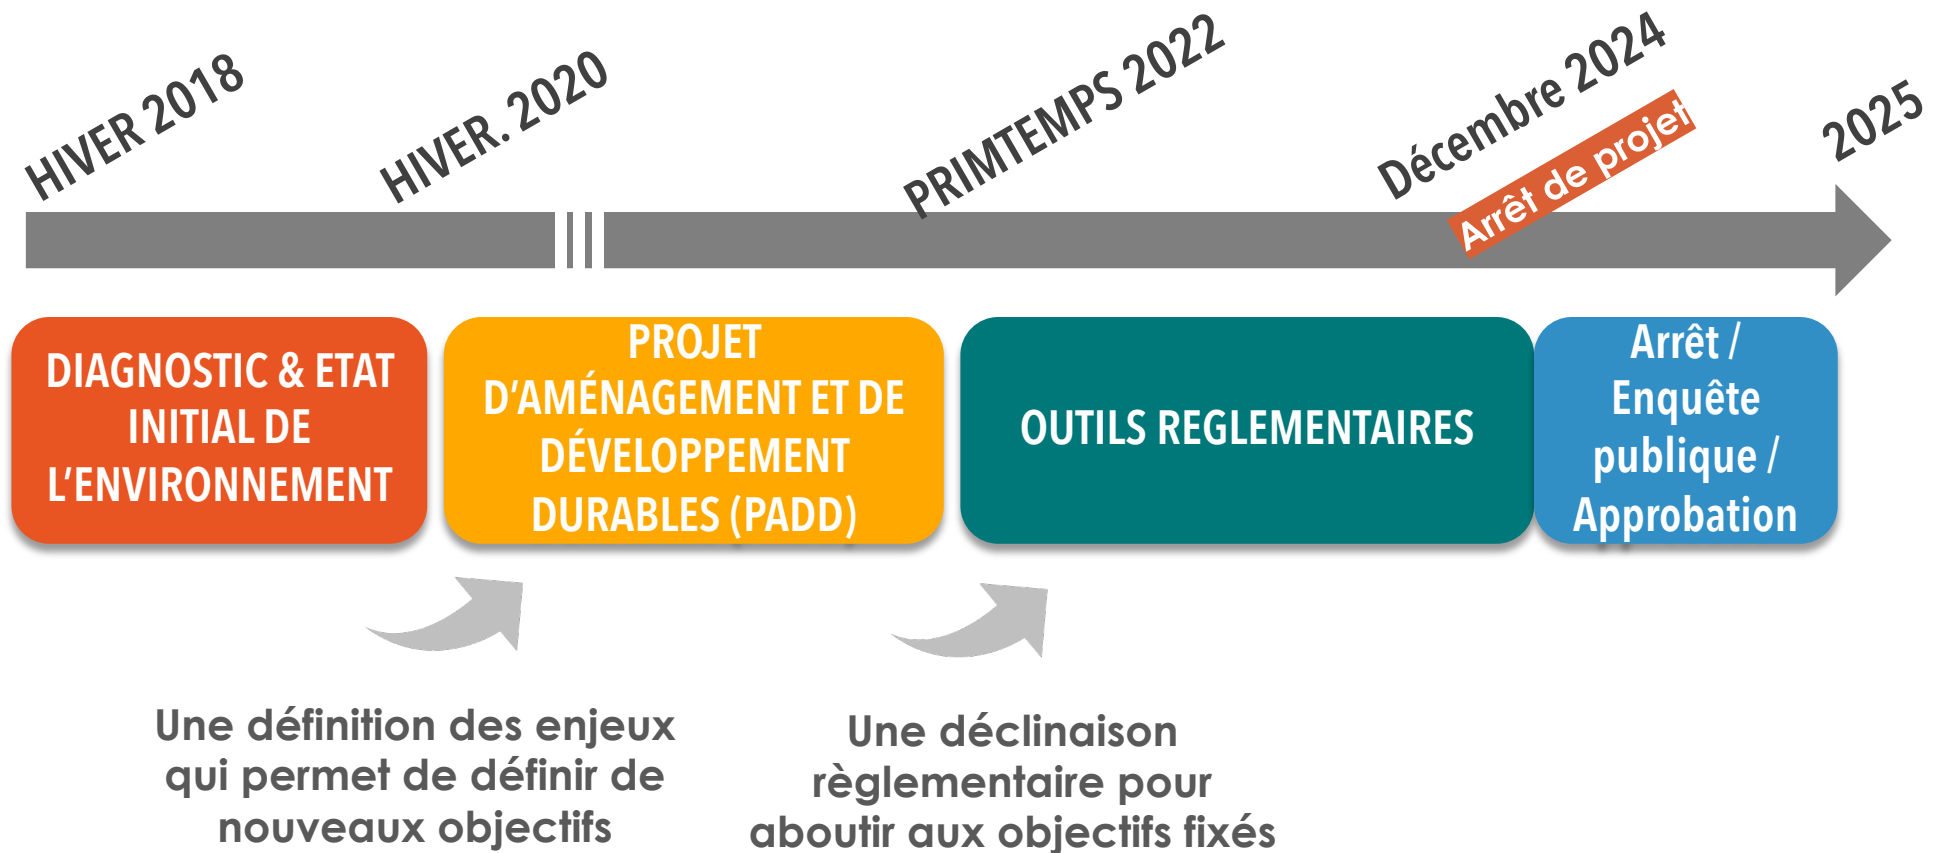 HIVER 2018
HIVER. 2020
PRIMTEMPS 2022
Décembre 2024
Arrêt de projet
2025
DIAGNOSTIC & ETAT
INITIAL DE
L'ENVIRONNEMENT
PROJET
D'AMÉNAGEMENT ET DE
DÉVELOPPEMENT
DURABLES (PADD)
OUTILS REGLEMENTAIRES
Arrêt /
Enquête
publique /
Approbation
Une définition des enjeux
qui permet de définir de
nouveaux objectifs
Une déclinaison
règlementaire pour
aboutir aux objectifs fixés